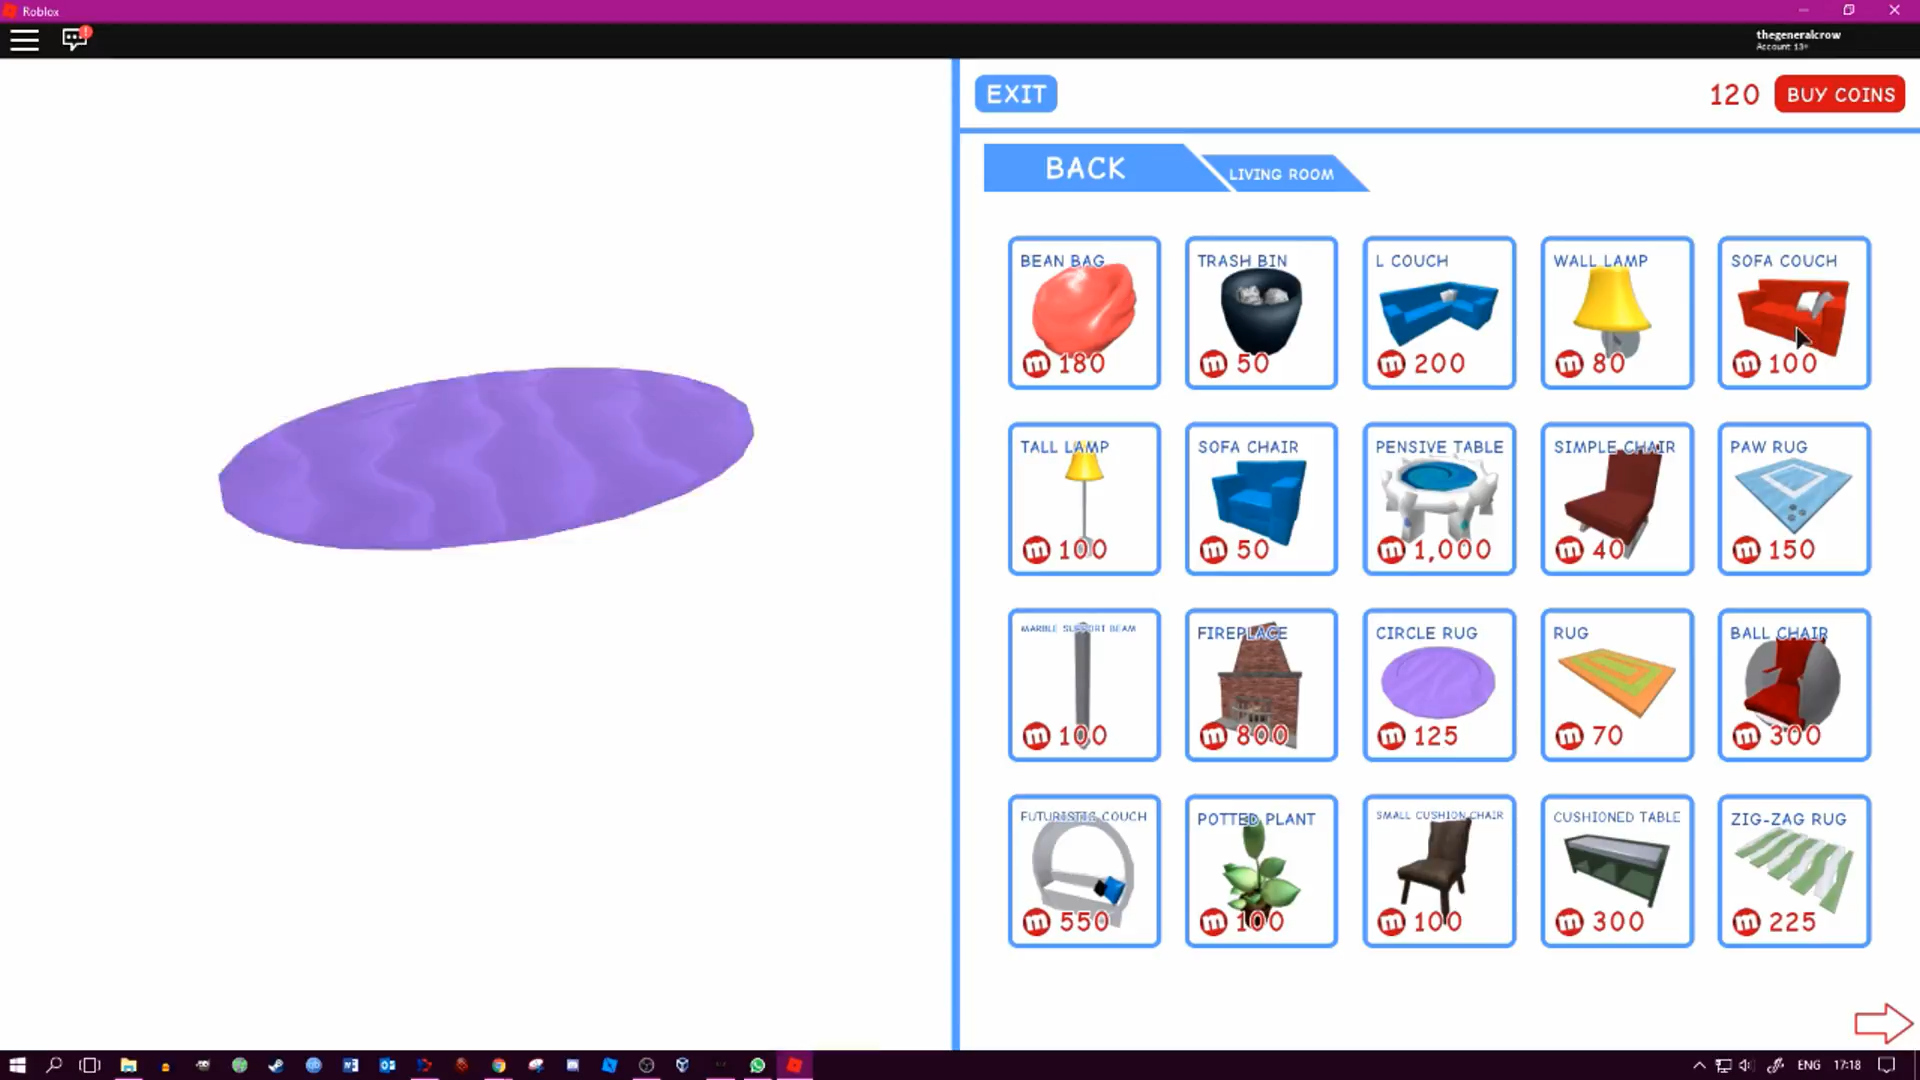 Roblox
thegeneralcrow
Account: 13+
EXIT
120 BUY COINS
BACK
LIVING ROOM
BEAN BAG
m 180
TRASH BIN
m 50
L COUCH
m 200
WALL LAMP
m 80
SOFA COUCH
m 100
TALL LAMP
m 100
SOFA CHAIR
m 50
PENSIVE TABLE
m 1,000
SIMPLE CHAIR
m 40
PAW RUG
m 150
MARBLE SUPPORT BEAM
m 100
FIREPLACE
m 800
CIRCLE RUG
m 125
RUG
m 70
BALL CHAIR
m 300
FUTURISTIC COUCH
m 550
POTTED PLANT
m 100
SMALL CUSHION CHAIR
m 100
CUSHIONED TABLE
m 300
ZIG-ZAG RUG
m 225
ENG 17:18